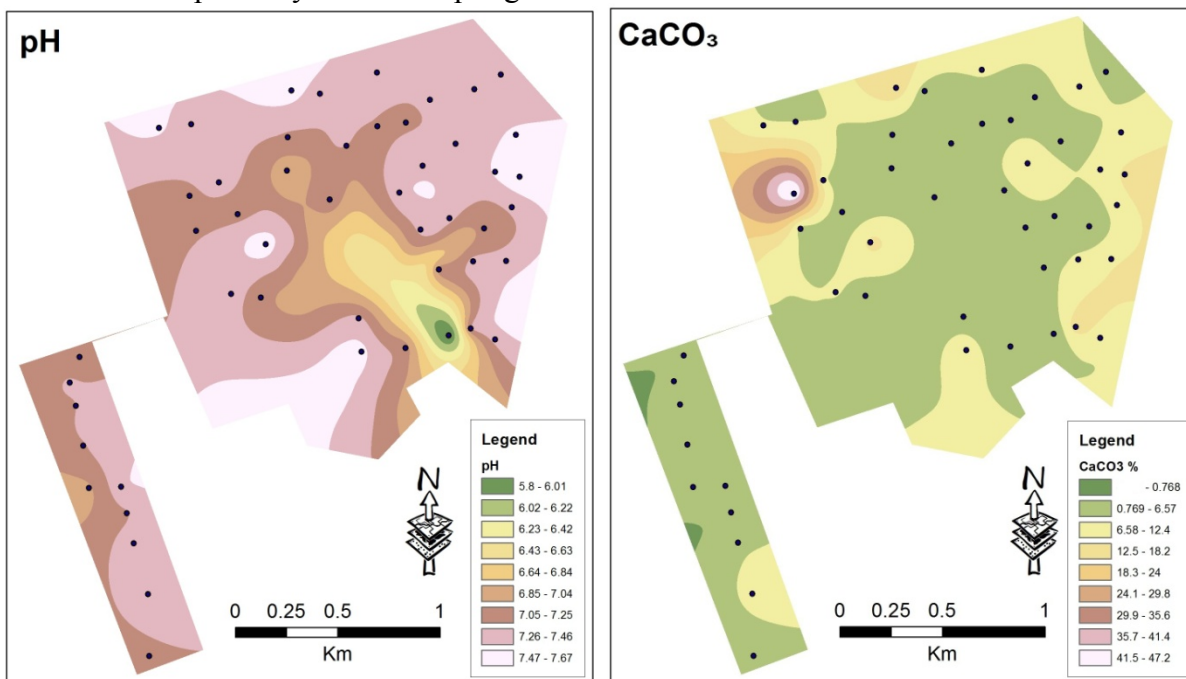 pH
Legend
pH
5.8 - 6.01
6.02 - 6.22
6.23 - 6.42
6.43 - 6.63
6.64 - 6.84
6.85 - 7.04
7.05 - 7.25
7.26 - 7.46
7.47 - 7.67
N
0 0.25 0.5 1
Km
CaCO₃
Legend
CaCO3 %
- 0.768
0.769 - 6.57
6.58 - 12.4
12.5 - 18.2
18.3 - 24
24.1 - 29.8
29.9 - 35.6
35.7 - 41.4
41.5 - 47.2
N
0 0.25 0.5 1
Km